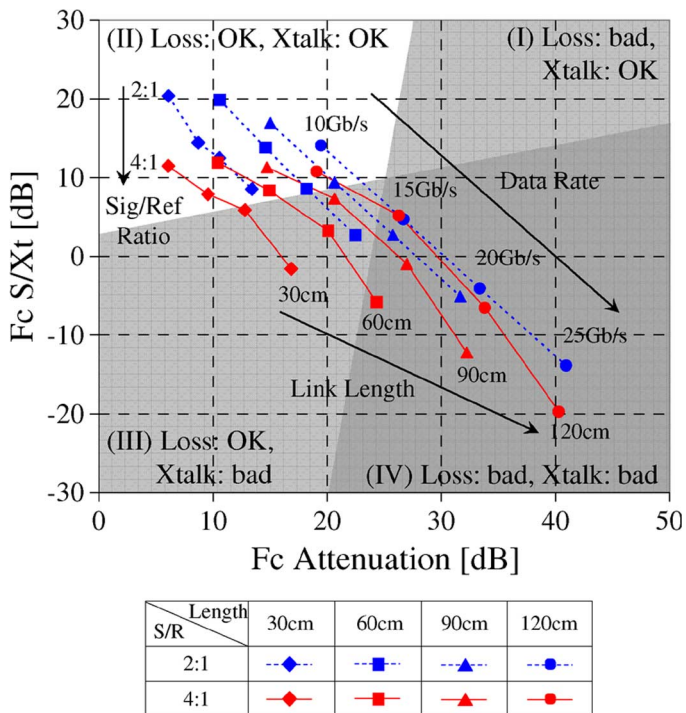 30
20
10
0
-10
-20
-30
0
10
20
30
40
50
Fc S/Xt [dB]
Fc Attenuation [dB]
(II) Loss: OK, Xtalk: OK
(I) Loss: bad,
Xtalk: OK
2:1
4:1
Sig/Ref
Ratio
10Gb/s
15Gb/s
20Gb/s
25Gb/s
Data Rate
30cm
60cm
90cm
120cm
Link Length
(III) Loss: OK,
Xtalk: bad
(IV) Loss: bad, Xtalk: bad
Length
S/R
30cm
60cm
90cm
120cm
2:1
4:1